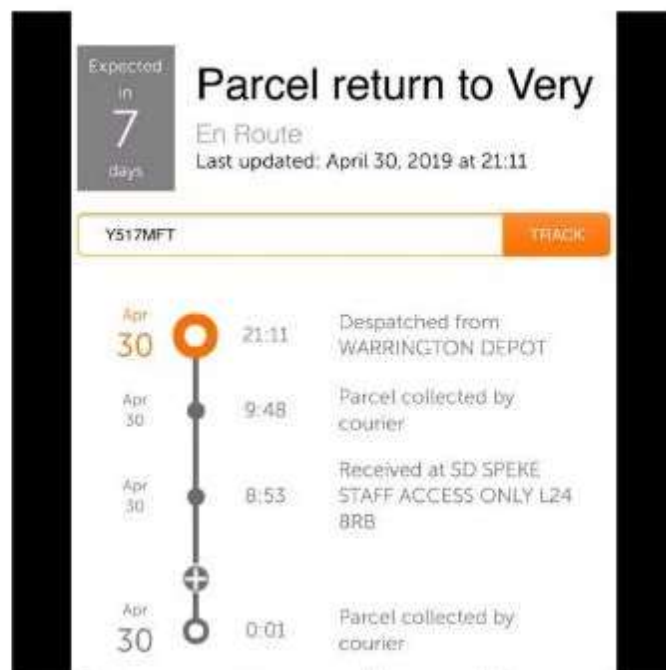 Expected
in
7
days
Parcel return to Very
En Route
Last updated: April 30, 2019 at 21:11
Y517MFT
TRACK
Apr
30
21:11
Despatched from
WARRINGTON DEPOT
Apr
30
9:48
Parcel collected by
courier
Apr
30
8:53
Received at SD SPEKE
STAFF ACCESS ONLY L24
8RB
Apr
30
0:01
Parcel collected by
courier